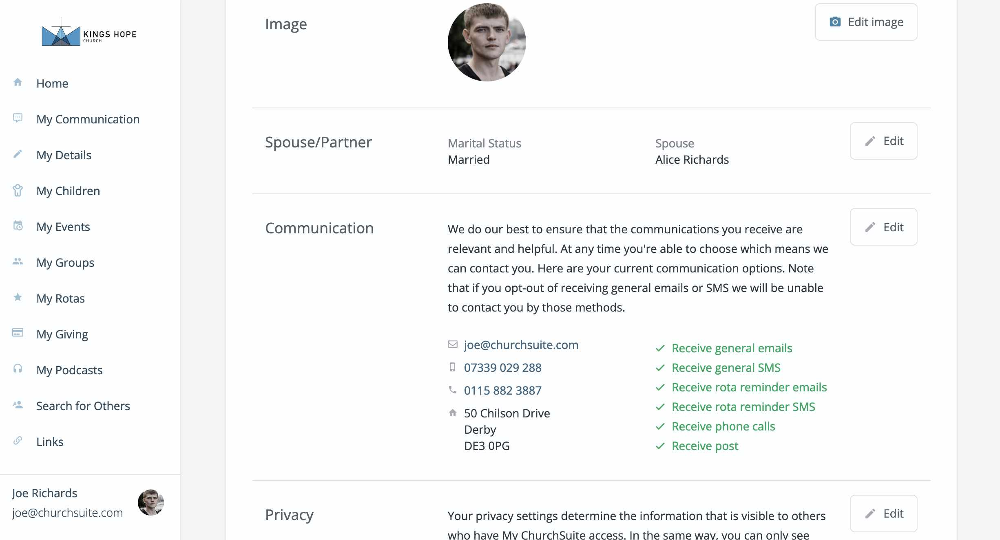 KINGS HOPE
CHURCH
Home
My Communication
My Details
My Children
My Events
My Groups
My Rotas
My Giving
My Podcasts
Search for Others
Links
Joe Richards
joe@churchsuite.com
Image
Edit image
Spouse/Partner
Marital Status
Married
Spouse
Alice Richards
Edit
Communication
We do our best to ensure that the communications you receive are
relevant and helpful. At any time you're able to choose which means we
can contact you. Here are your current communication options. Note
that if you opt-out of receiving general emails or SMS we will be unable
to contact you by those methods.
Edit
joe@churchsuite.com
07339 029 288
0115 882 3887
50 Chilson Drive
Derby
DE3 0PG
Receive general emails
Receive general SMS
Receive rota reminder emails
Receive rota reminder SMS
Receive phone calls
Receive post
Privacy
Your privacy settings determine the information that is visible to others
who have My ChurchSuite access. In the same way, you can only see
Edit